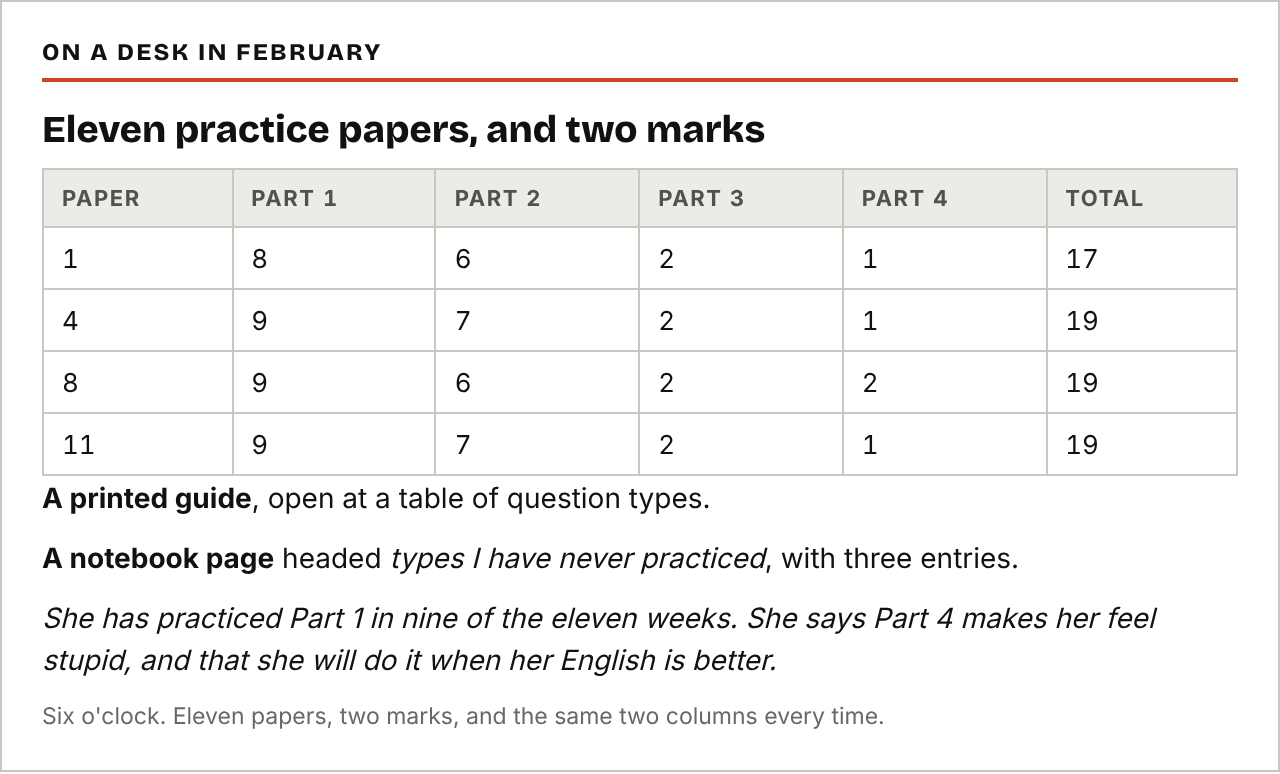 ON A DESK IN FEBRUARY
Eleven practice papers, and two marks
PAPER PART 1 PART 2 PART 3 PART 4 TOTAL
1 8 6 2 1 17
4 9 7 2 1 19
8 9 6 2 2 19
11 9 7 2 1 19
A printed guide, open at a table of question types.
A notebook page headed types I have never practiced, with three entries.
She has practiced Part 1 in nine of the eleven weeks. She says Part 4 makes her feel
stupid, and that she will do it when her English is better.
Six o'clock. Eleven papers, two marks, and the same two columns every time.